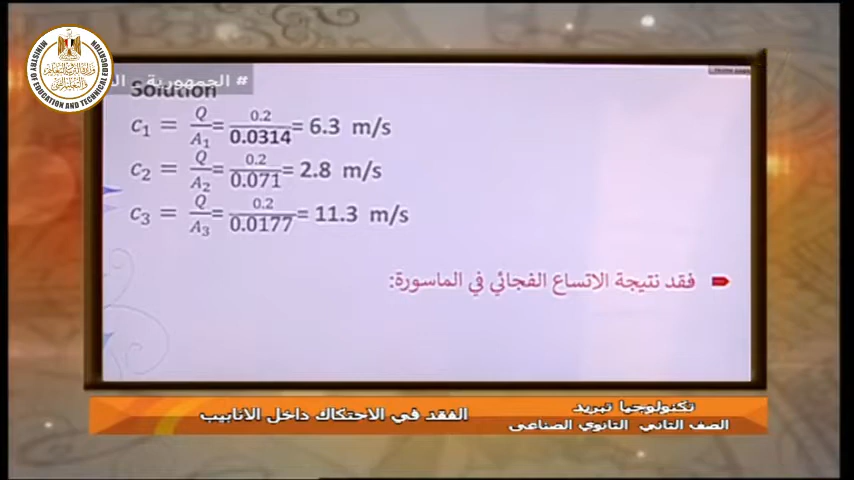 MINISTRY OF EDUCATION AND TECHNICAL EDUCATION
# الجمهورية_ال
Solution
c₁ = Q/A₁ = 0.2/0.0314 = 6.3 m/s
c₂ = Q/A₂ = 0.2/0.071 = 2.8 m/s
c₃ = Q/A₃ = 0.2/0.0177 = 11.3 m/s
فقد نتيجة الاتساع الفجائي في الماسورة:
تكنولوجيا تبريد
الصف الثاني الثانوي الصناعى
الفقد في الاحتكاك داخل الانابيب